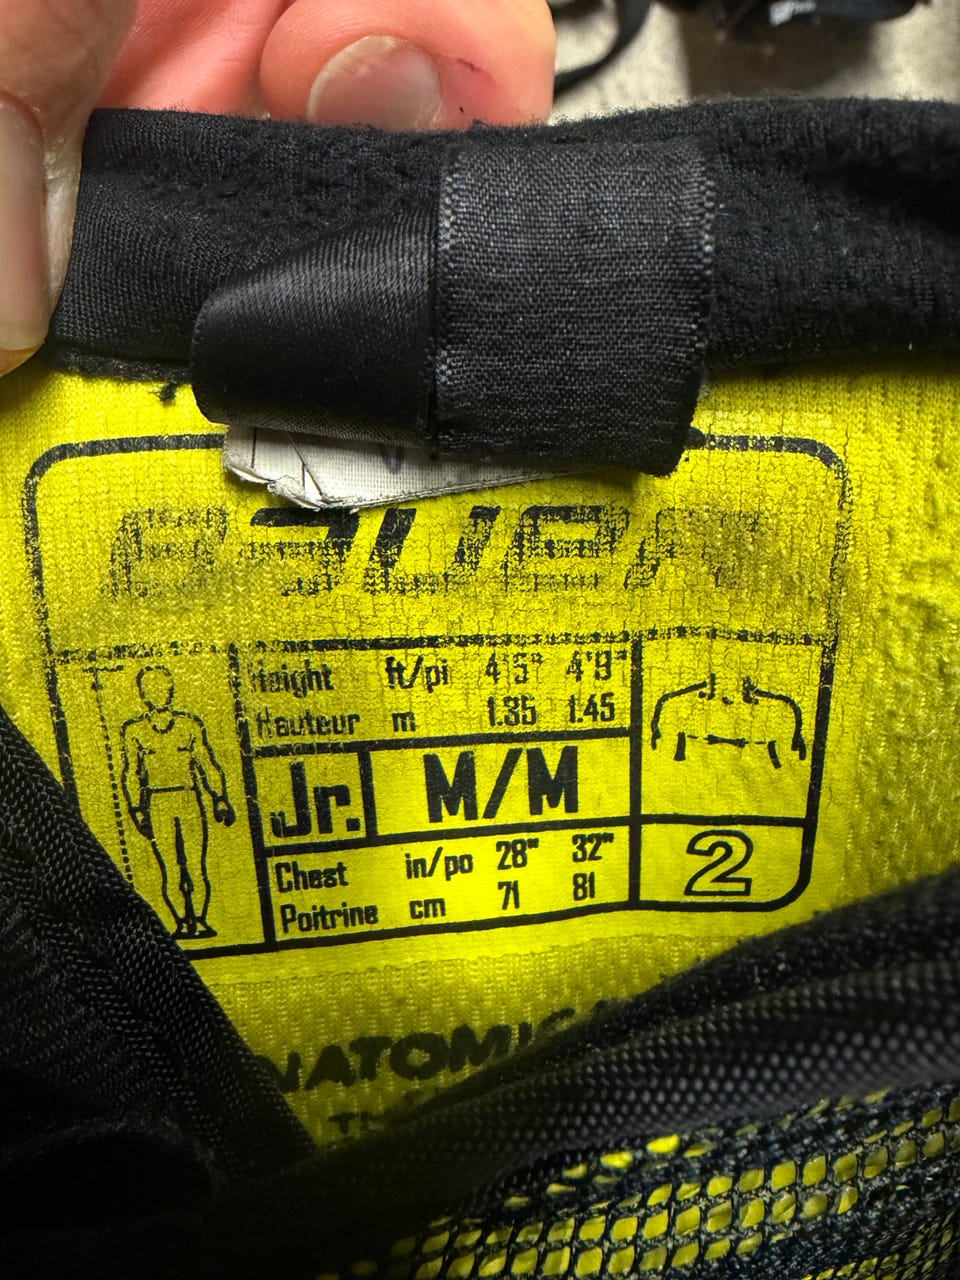 BAUER
Height ft/pi 4'5" 4'9"
Hauteur m 1.35 1.45
Jr. M/M
Chest in/po 28" 32"
Poitrine cm 71 81
2
NATOMI